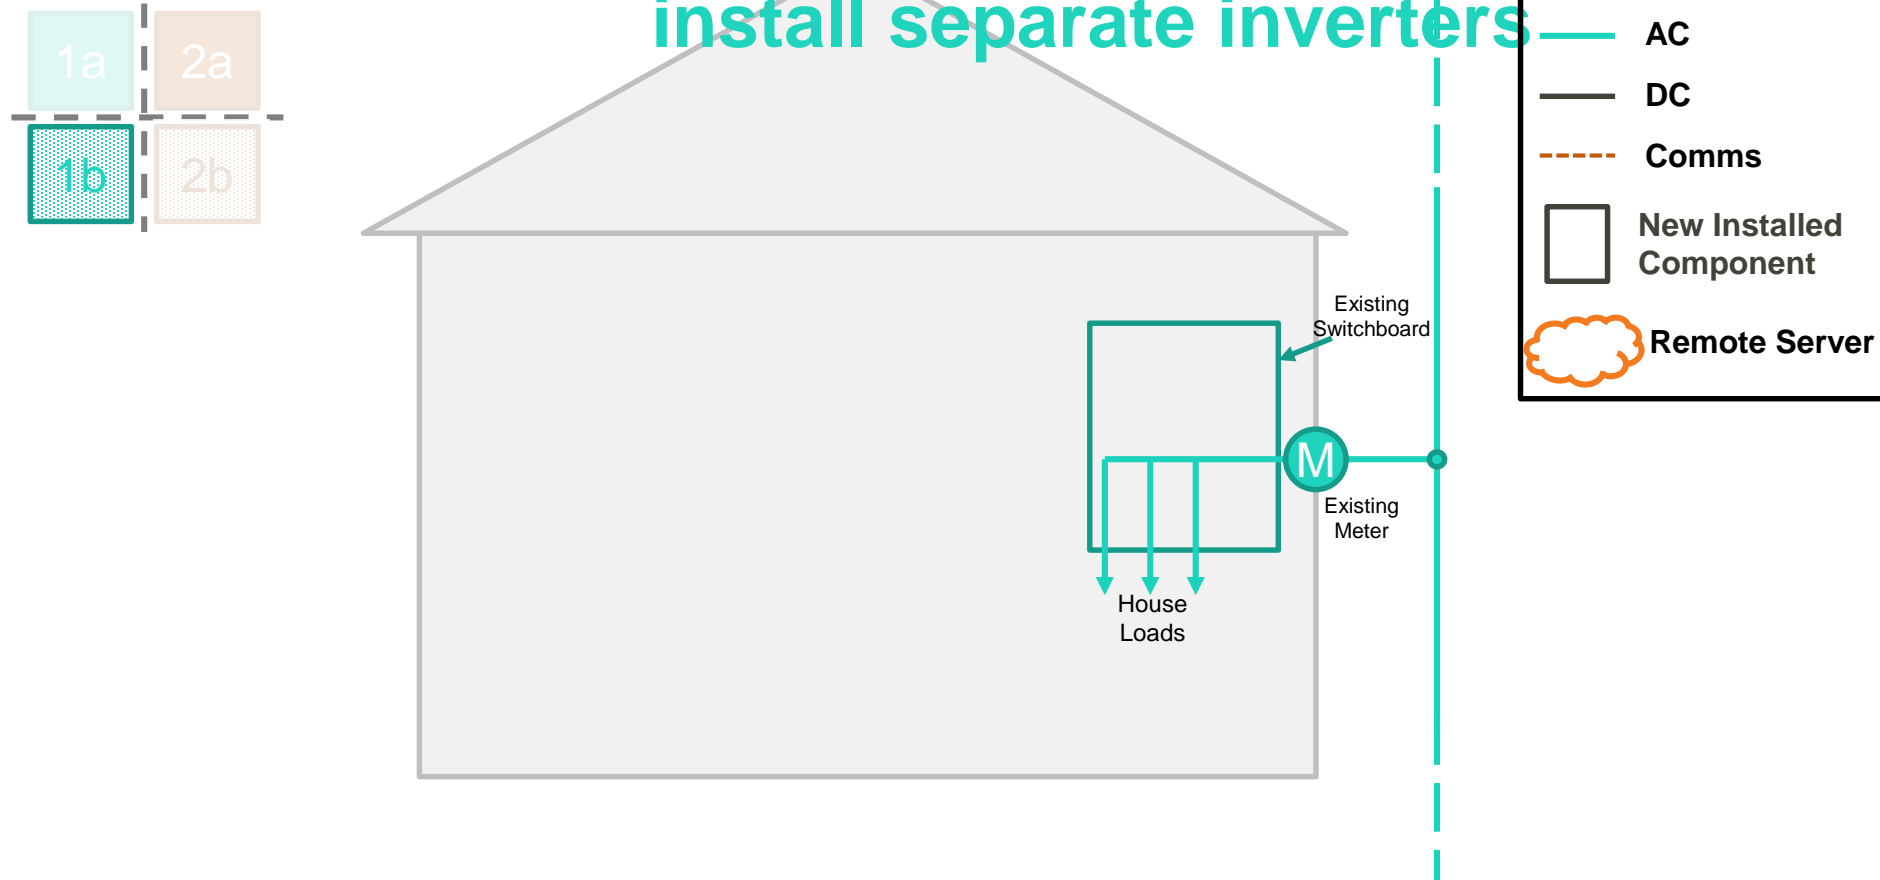 install separate inverters
1a
2a
1b
2b
AC
DC
Comms
New Installed
Component
Remote Server
Existing
Switchboard
M
Existing
Meter
House
Loads